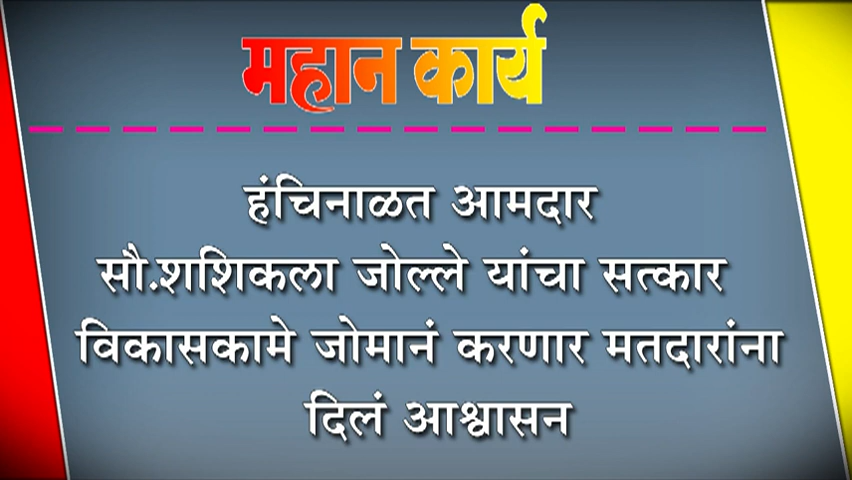 महान कार्य
हंचिनाळत आमदार
सौ.शशिकला जोल्ले यांचा सत्कार
विकासकामे जोमानं करणार मतदारांना
दिलं आश्वासन